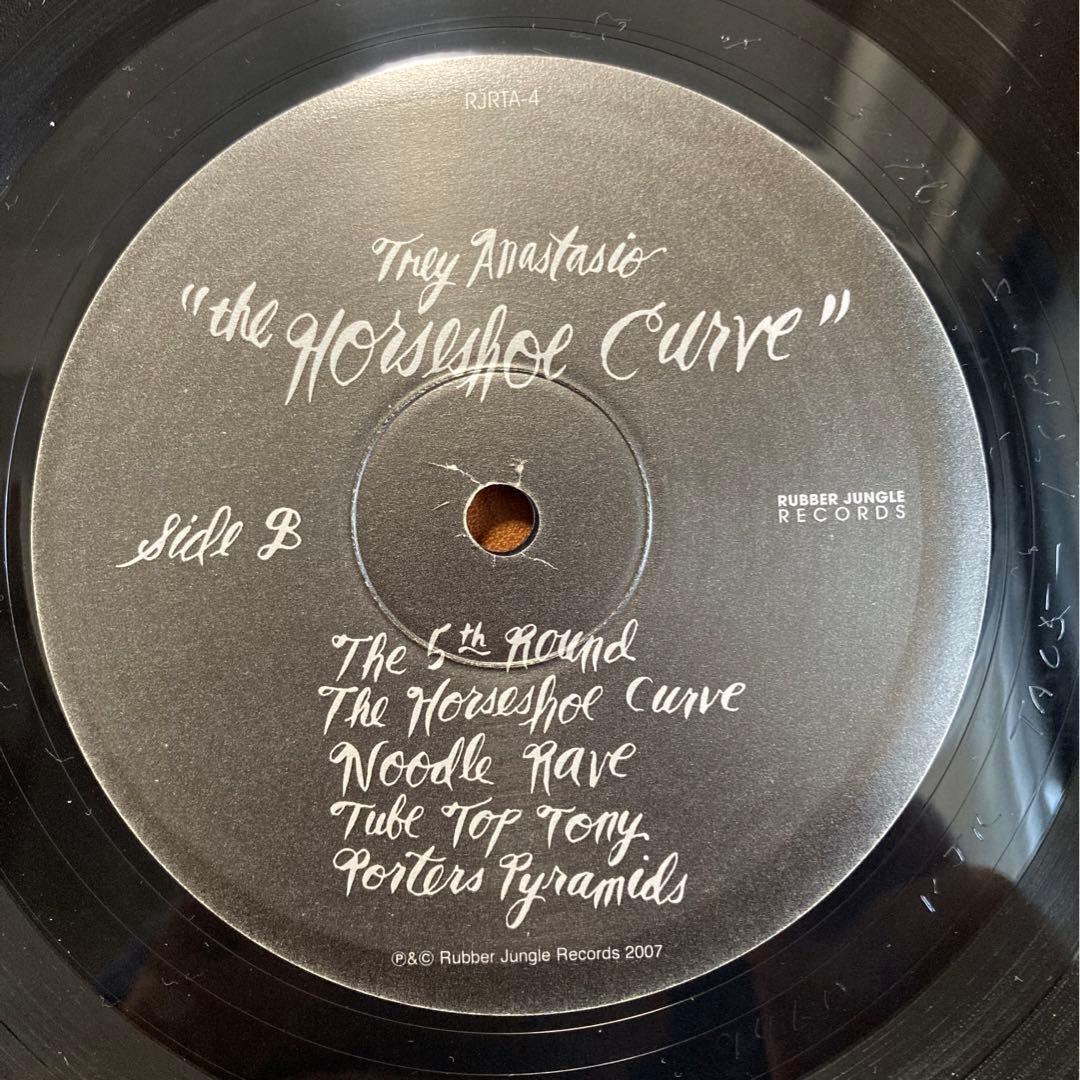 RJRTA-4
Trey Anastasio
"the Horseshoe Curve"
RUBBER JUNGLE
RECORDS
Side B
The 5th Round
The Horseshoe Curve
Noodle Rave
Tube Top Tony
Porters Pyramids
℗&© Rubber Jungle Records 2007